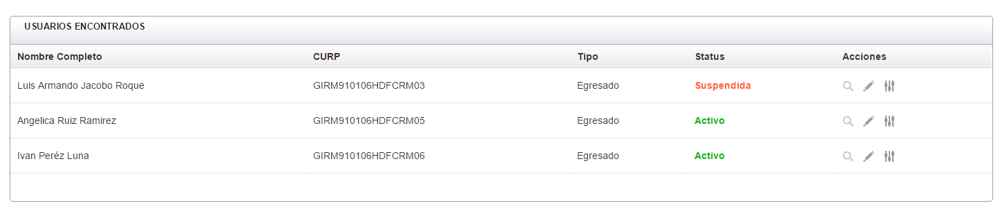 USUARIOS ENCONTRADOS
Nombre Completo CURP Tipo Status Acciones
Luis Armando Jacobo Roque GIRM910106HDFCRM03 Egresado Suspendida
Angelica Ruiz Ramirez GIRM910106HDFCRM05 Egresado Activo
Ivan Peréz Luna GIRM910106HDFCRM06 Egresado Activo